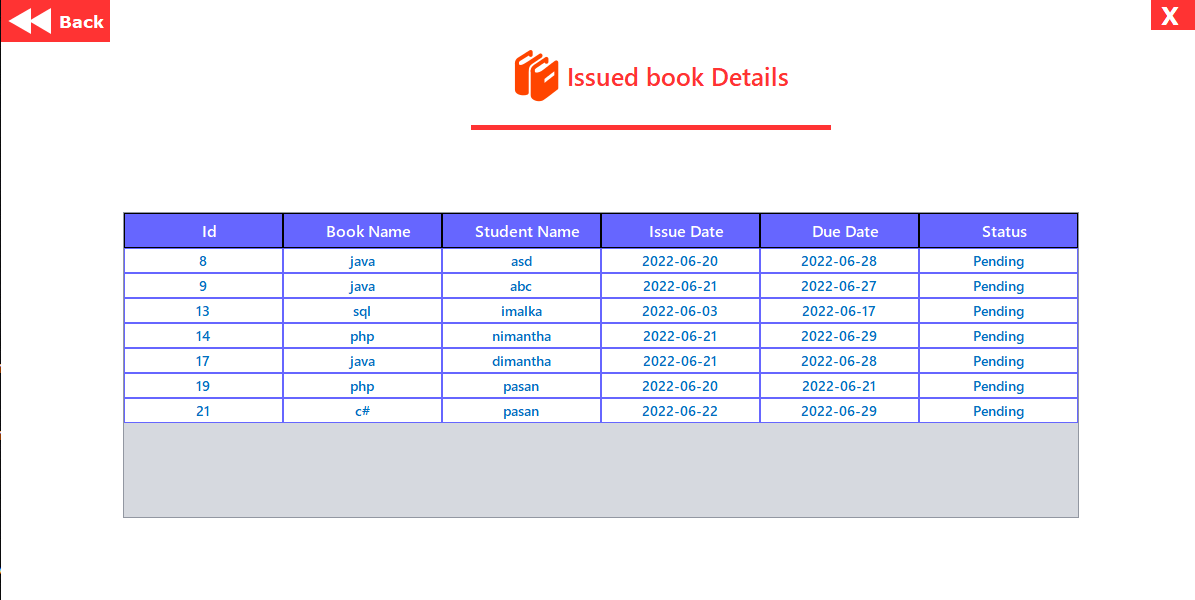 Back
X
Issued book Details
Id Book Name Student Name Issue Date Due Date Status
8 java asd 2022-06-20 2022-06-28 Pending
9 java abc 2022-06-21 2022-06-27 Pending
13 sql imalka 2022-06-03 2022-06-17 Pending
14 php nimantha 2022-06-21 2022-06-29 Pending
17 java dimantha 2022-06-21 2022-06-28 Pending
19 php pasan 2022-06-20 2022-06-21 Pending
21 c# pasan 2022-06-22 2022-06-29 Pending